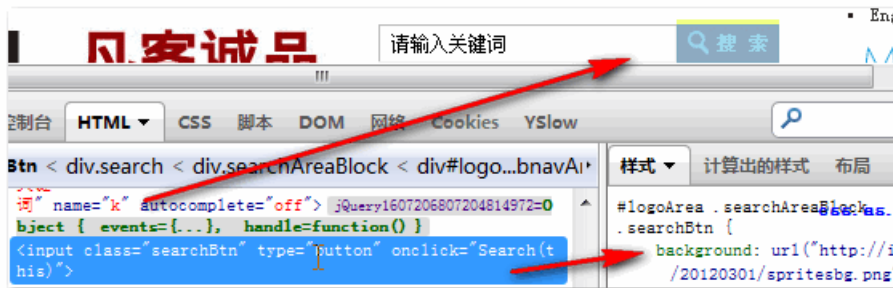 Eng
凡客诚品
请输入关键词
搜 索
控制台 HTML CSS 脚本 DOM 网络 Cookies YSlow
Btn < div.search < div.searchAreaBlock < div#logo...bnavAr
样式 计算出的样式 布局
词" name="k" autocomplete="off"> jQuery1607206807204814972=O
bject { events={...}, handle=function() }
<input class="searchBtn" type="button" onclick="Search(t
his)">
#logoArea .searchAreaBlock
.searchBtn {
background: url("http://i
/20120301/spritesbg.png